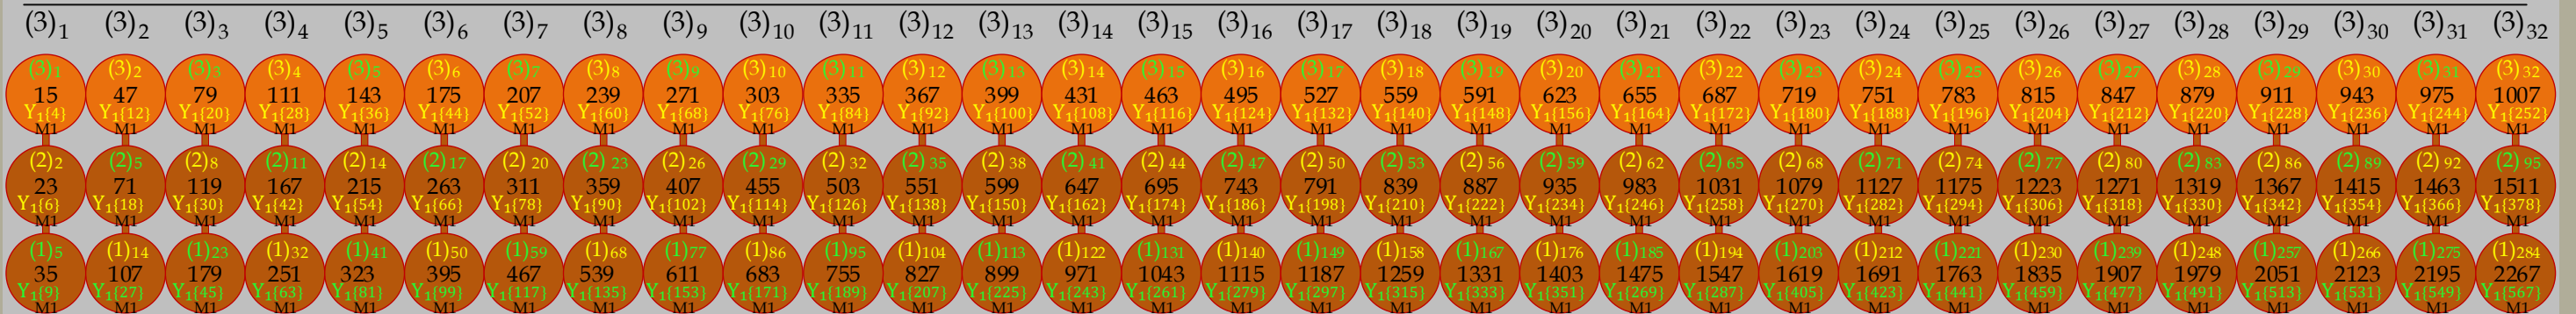 (3)1 (3)2 (3)3 (3)4 (3)5 (3)6 (3)7 (3)8 (3)9 (3)10 (3)11 (3)12 (3)13 (3)14 (3)15 (3)16 (3)17 (3)18 (3)19 (3)20 (3)21 (3)22 (3)23 (3)24 (3)25 (3)26 (3)27 (3)28 (3)29 (3)30 (3)31 (3)32
(3)1 (3)2 (3)3 (3)4 (3)5 (3)6 (3)7 (3)8 (3)9 (3)10 (3)11 (3)12 (3)13 (3)14 (3)15 (3)16 (3)17 (3)18 (3)19 (3)20 (3)21 (3)22 (3)23 (3)24 (3)25 (3)26 (3)27 (3)28 (3)29 (3)30 (3)31 (3)32
15 47 79 111 143 175 207 239 271 303 335 367 399 431 463 495 527 559 591 623 655 687 719 751 783 815 847 879 911 943 975 1007
Y1{4} Y1{12} Y1{20} Y1{28} Y1{36} Y1{44} Y1{52} Y1{60} Y1{68} Y1{76} Y1{84} Y1{92} Y1{100} Y1{108} Y1{116} Y1{124} Y1{132} Y1{140} Y1{148} Y1{156} Y1{164} Y1{172} Y1{180} Y1{188} Y1{196} Y1{204} Y1{212} Y1{220} Y1{228} Y1{236} Y1{244} Y1{252}
M1 M1 M1 M1 M1 M1 M1 M1 M1 M1 M1 M1 M1 M1 M1 M1 M1 M1 M1 M1 M1 M1 M1 M1 M1 M1 M1 M1 M1 M1 M1 M1
(2)2 (2)5 (2)8 (2)11 (2)14 (2)17 (2)20 (2)23 (2)26 (2)29 (2)32 (2)35 (2)38 (2)41 (2)44 (2)47 (2)50 (2)53 (2)56 (2)59 (2)62 (2)65 (2)68 (2)71 (2)74 (2)77 (2)80 (2)83 (2)86 (2)89 (2)92 (2)95
23 71 119 167 215 263 311 359 407 455 503 551 599 647 695 743 791 839 887 935 983 1031 1079 1127 1175 1223 1271 1319 1367 1415 1463 1511
Y1{6} Y1{18} Y1{30} Y1{42} Y1{54} Y1{66} Y1{78} Y1{90} Y1{102} Y1{114} Y1{126} Y1{138} Y1{150} Y1{162} Y1{174} Y1{186} Y1{198} Y1{210} Y1{222} Y1{234} Y1{246} Y1{258} Y1{270} Y1{282} Y1{294} Y1{306} Y1{318} Y1{330} Y1{342} Y1{354} Y1{366} Y1{378}
M1 M1 M1 M1 M1 M1 M1 M1 M1 M1 M1 M1 M1 M1 M1 M1 M1 M1 M1 M1 M1 M1 M1 M1 M1 M1 M1 M1 M1 M1 M1 M1
(1)5 (1)14 (1)23 (1)32 (1)41 (1)50 (1)59 (1)68 (1)77 (1)86 (1)95 (1)104 (1)113 (1)122 (1)131 (1)140 (1)149 (1)158 (1)167 (1)176 (1)185 (1)194 (1)203 (1)212 (1)221 (1)230 (1)239 (1)248 (1)257 (1)266 (1)275 (1)284
35 107 179 251 323 395 467 539 611 683 755 827 899 971 1043 1115 1187 1259 1331 1403 1475 1547 1619 1691 1763 1835 1907 1979 2051 2123 2195 2267
Y1{9} Y1{27} Y1{45} Y1{63} Y1{81} Y1{99} Y1{117} Y1{135} Y1{153} Y1{171} Y1{189} Y1{207} Y1{225} Y1{243} Y1{261} Y1{279} Y1{297} Y1{315} Y1{333} Y1{351} Y1{269} Y1{287} Y1{405} Y1{423} Y1{441} Y1{459} Y1{477} Y1{491} Y1{513} Y1{531} Y1{549} Y1{567}
M1 M1 M1 M1 M1 M1 M1 M1 M1 M1 M1 M1 M1 M1 M1 M1 M1 M1 M1 M1 M1 M1 M1 M1 M1 M1 M1 M1 M1 M1 M1 M1